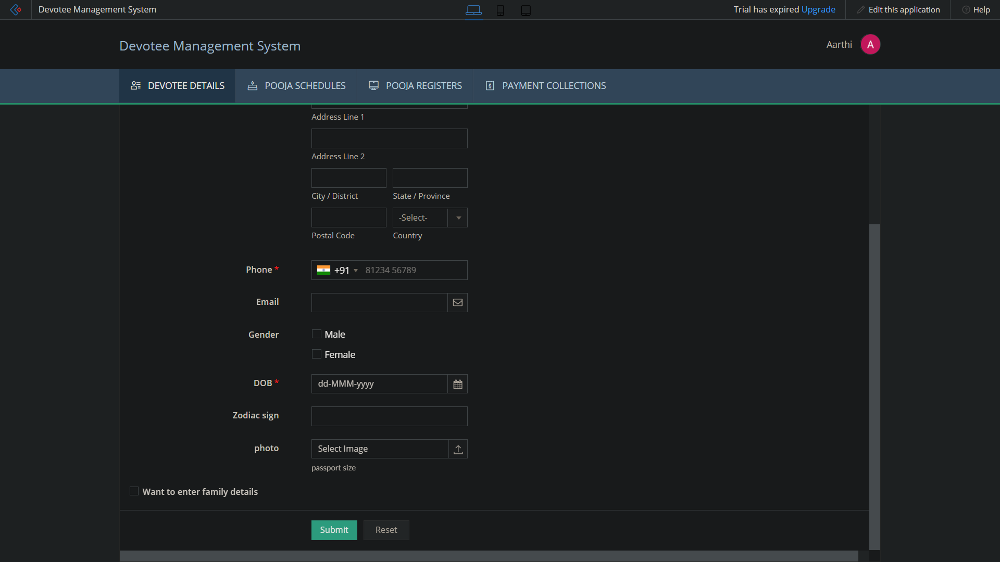 Devotee Management System
Trial has expired Upgrade
Edit this application
Help
Devotee Management System
Aarthi
A
DEVOTEE DETAILS
POOJA SCHEDULES
POOJA REGISTERS
PAYMENT COLLECTIONS
Address Line 1
Address Line 2
City / District
State / Province
-Select-
Postal Code
Country
Phone *
+91
81234 56789
Email
Gender
Male
Female
DOB *
dd-MMM-yyyy
Zodiac sign
photo
Select Image
passport size
Want to enter family details
Submit
Reset